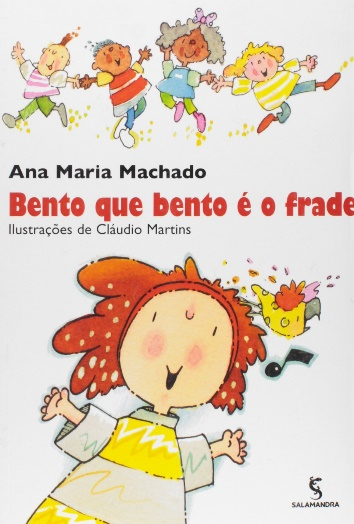 Ana Maria Machado
Bento que bento é o frade
Ilustrações de Cláudio Martins
SALAMANDRA